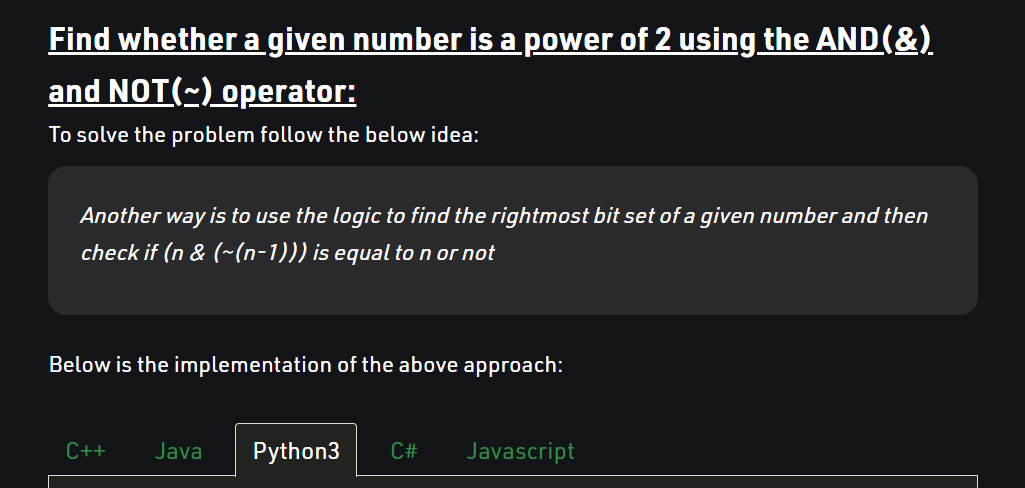 Find whether a given number is a power of 2 using the AND(&)
and NOT(~) operator:
To solve the problem follow the below idea:
Another way is to use the logic to find the rightmost bit set of a given number and then
check if (n & (~(n-1))) is equal to n or not
Below is the implementation of the above approach:
C++ Java Python3 C# Javascript